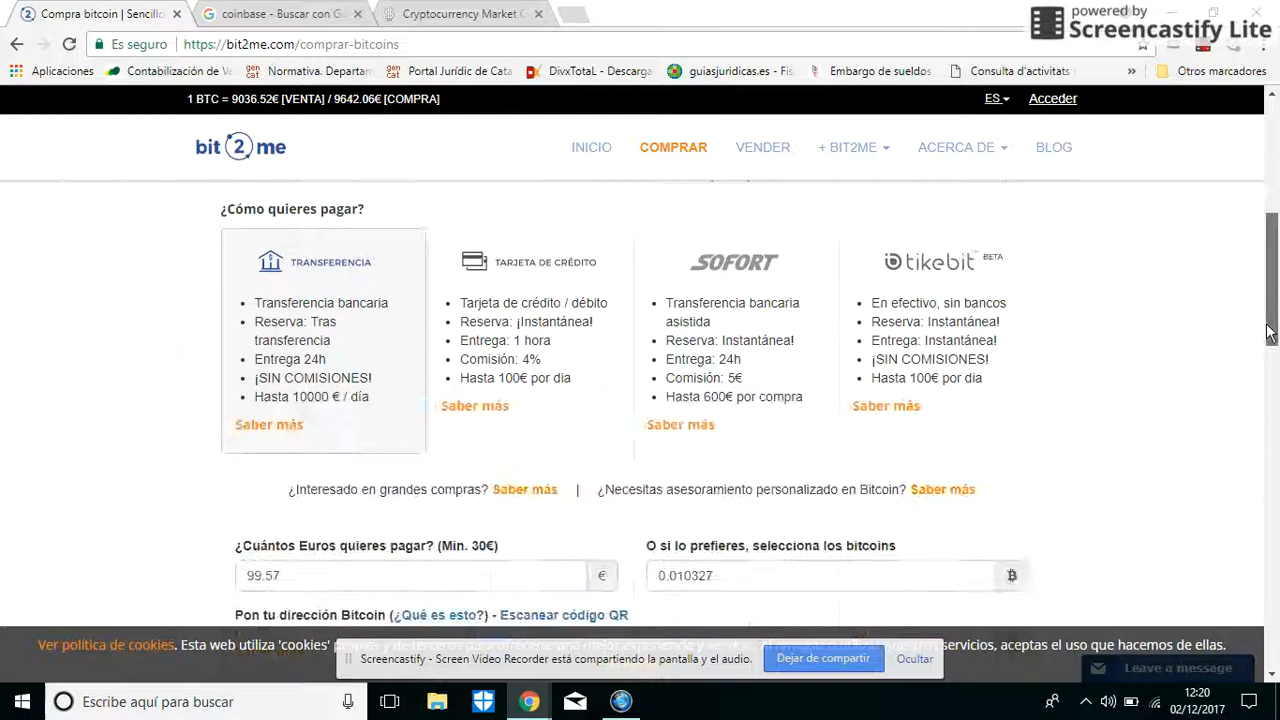 Compra bitcoin | Sencillo
coinbase - Buscar con G
Cryptocurrency Market C
powered by
Screencastify Lite
Es seguro
https://bit2me.com/comprar-bitcoins
Aplicaciones
Contabilización de Ve
Normativa. Departan
Portal Jurídic de Cata
DivxTotaL - Descarga
guiasjuridicas.es - Fis
Embargo de sueldos
Consulta d'activitats
»
Otros marcadores
1 BTC = 9036.52€ [VENTA] / 9642.06€ [COMPRA]
ES
Acceder
bit 2 me
INICIO
COMPRAR
VENDER
+ BIT2ME
ACERCA DE
BLOG
¿Cómo quieres pagar?
TRANSFERENCIA
Transferencia bancaria
Reserva: Tras
transferencia
Entrega 24h
¡SIN COMISIONES!
Hasta 10000 € / día
Saber más
TARJETA DE CRÉDITO
Tarjeta de crédito / débito
Reserva: ¡Instantánea!
Entrega: 1 hora
Comisión: 4%
Hasta 100€ por dia
Saber más
SOFORT
Transferencia bancaria
asistida
Reserva: Instantánea!
Entrega: 24h
Comisión: 5€
Hasta 600€ por compra
Saber más
tikebit BETA
En efectivo, sin bancos
Reserva: Instantánea!
Entrega: Instantánea!
¡SIN COMISIONES!
Hasta 100€ por dia
Saber más
¿Interesado en grandes compras? Saber más | ¿Necesitas asesoramiento personalizado en Bitcoin? Saber más
¿Cuántos Euros quieres pagar? (Min. 30€)
99.57
€
O si lo prefieres, selecciona los bitcoins
0.010327
Pon tu dirección Bitcoin (¿Qué es esto?) - Escanear código QR
Ver política de cookies. Esta web utiliza 'cookies' servicios, aceptas el uso que hacemos de ellas.
Screencastify - Screen Video Recorder está compartiendo la pantalla y el audio.
Dejar de compartir
Ocultar
Leave a message
Escribe aquí para buscar
12:20
02/12/2017